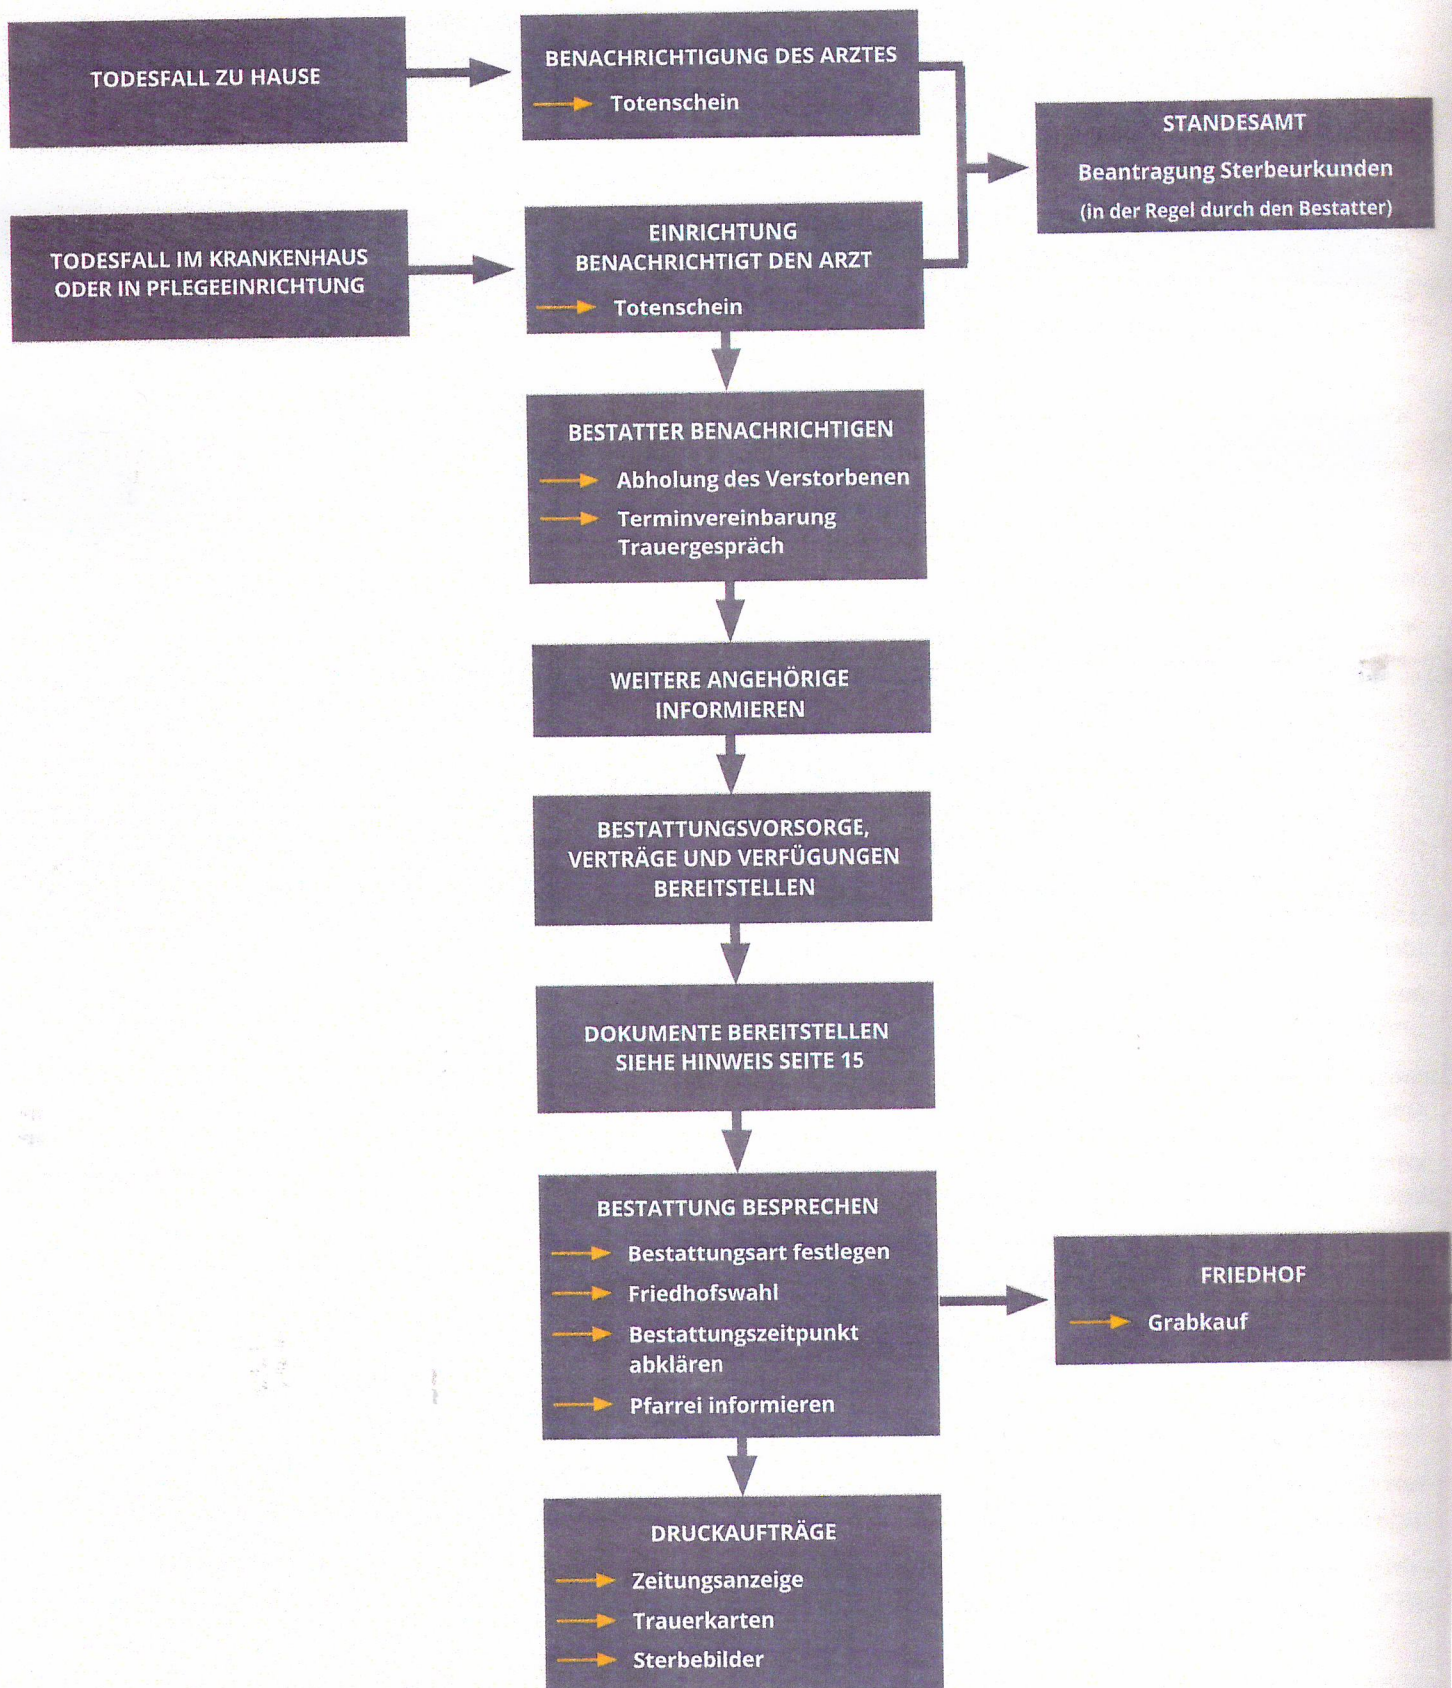 TODESFALL ZU HAUSE
BENACHRICHTIGUNG DES ARZTES
Totenschein
STANDESAMT
Beantragung Sterbeurkunden
(in der Regel durch den Bestatter)
TODESFALL IM KRANKENHAUS
ODER IN PFLEGEEINRICHTUNG
EINRICHTUNG
BENACHRICHTIGT DEN ARZT
Totenschein
BESTATTER BENACHRICHTIGEN
Abholung des Verstorbenen
Terminvereinbarung
Trauergespräch
WEITERE ANGEHÖRIGE
INFORMIEREN
BESTATTUNGSVORSORGE,
VERTRÄGE UND VERFÜGUNGEN
BEREITSTELLEN
DOKUMENTE BEREITSTELLEN
SIEHE HINWEIS SEITE 15
BESTATTUNG BESPRECHEN
Bestattungsart festlegen
Friedhofswahl
Bestattungszeitpunkt
abklären
Pfarrei informieren
FRIEDHOF
Grabkauf
DRUCKAUFTRÄGE
Zeitungsanzeige
Trauerkarten
Sterbebilder